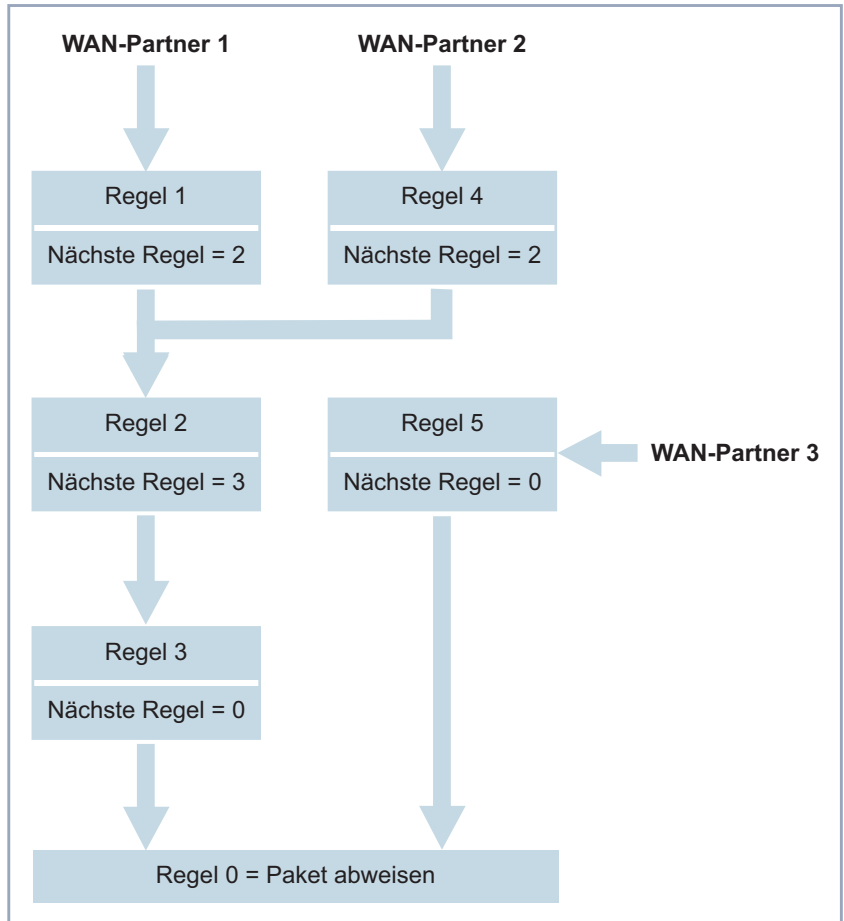 WAN-Partner 1
WAN-Partner 2
Regel 1
Nächste Regel = 2
Regel 4
Nächste Regel = 2
Regel 2
Nächste Regel = 3
Regel 5
Nächste Regel = 0
WAN-Partner 3
Regel 3
Nächste Regel = 0
Regel 0 = Paket abweisen